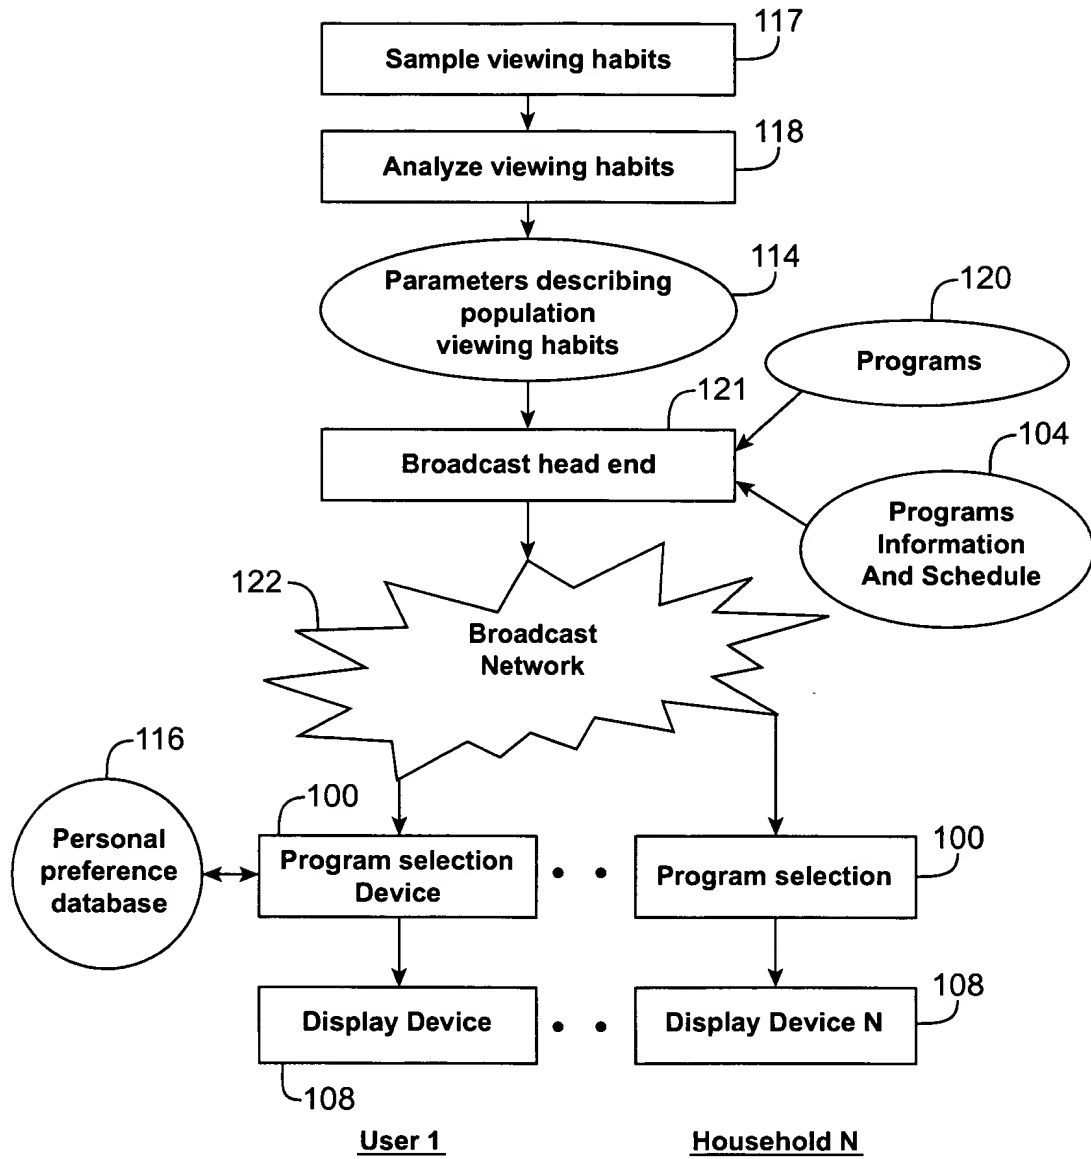 117
Sample viewing habits
118
Analyze viewing habits
114
Parameters describing
population
viewing habits
120
Programs
121
Broadcast head end
104
Programs
Information
And Schedule
122
Broadcast
Network
116
Personal
preference
database
100
Program selection
Device
100
Program selection
108
Display Device
108
Display Device N
User 1
Household N